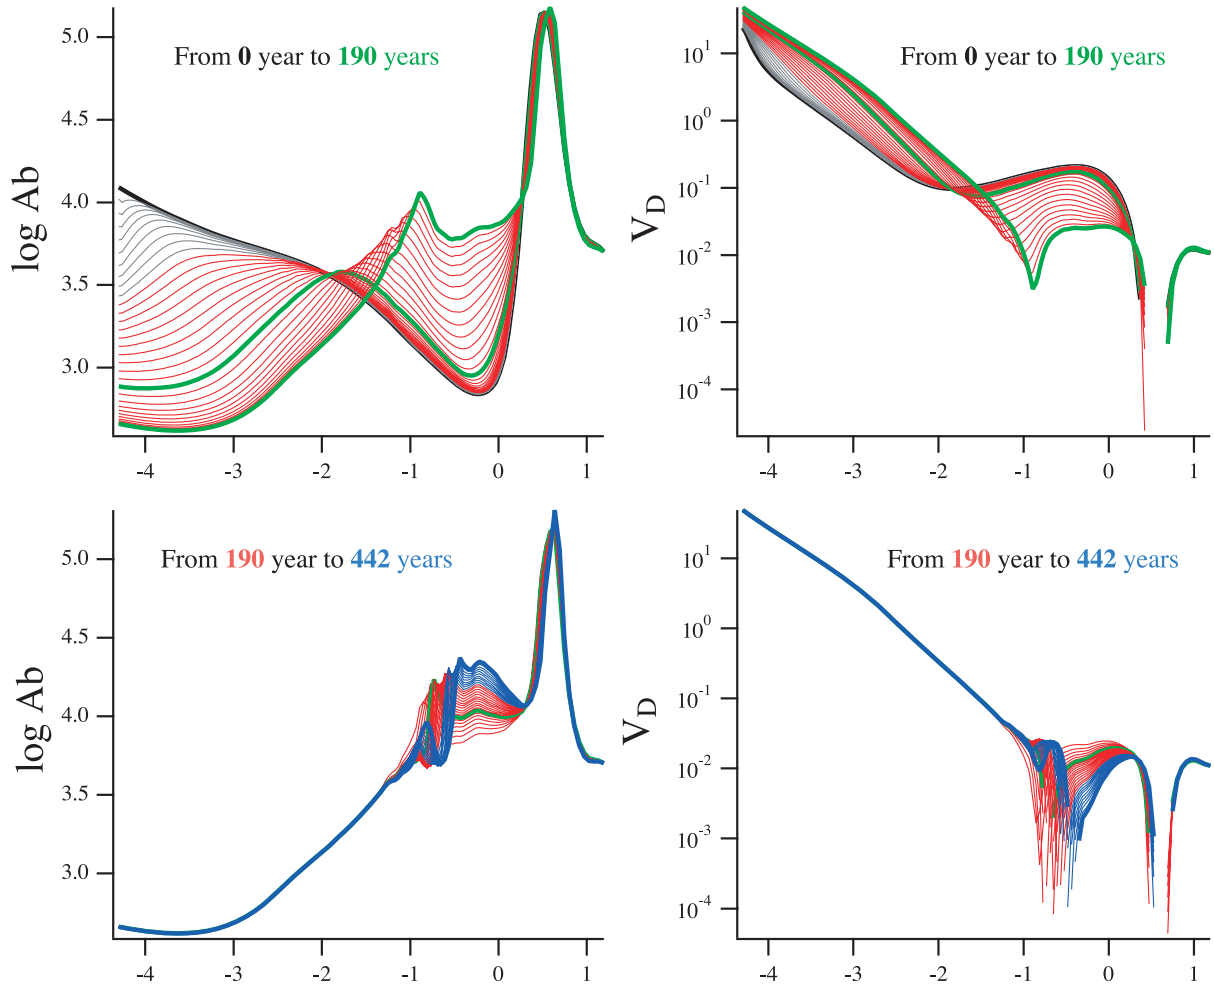 From 0 year to 190 years
log Ab
5.0
4.5
4.0
3.5
3.0
-4 -3 -2 -1 0 1
From 0 year to 190 years
V_D
10^1
10^0
10^-1
10^-2
10^-3
10^-4
-4 -3 -2 -1 0 1
From 190 year to 442 years
log Ab
5.0
4.5
4.0
3.5
3.0
-4 -3 -2 -1 0 1
From 190 year to 442 years
V_D
10^1
10^0
10^-1
10^-2
10^-3
10^-4
-4 -3 -2 -1 0 1